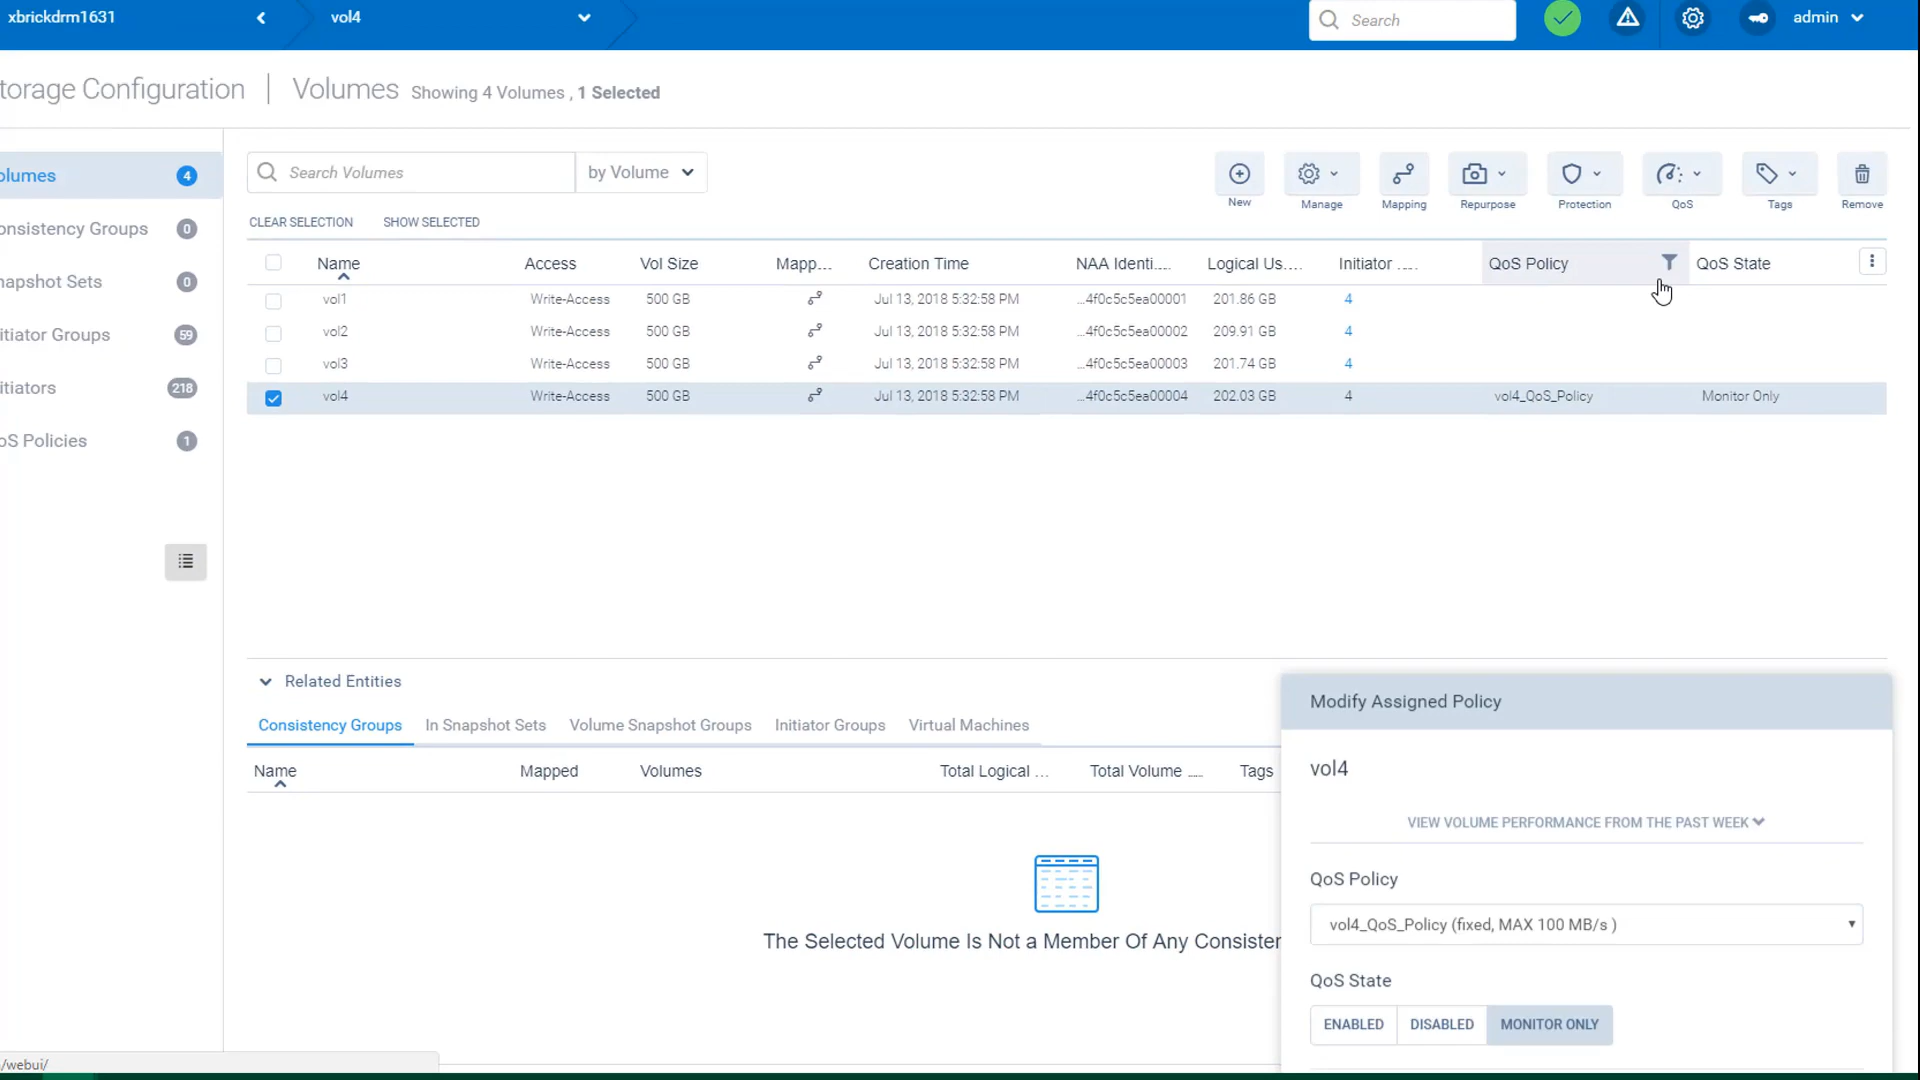 xbrickdrm1631 vol4 Search admin
torage Configuration | Volumes Showing 4 Volumes , 1 Selected
olumes 4
onsistency Groups 0
napshot Sets 0
itiator Groups 59
itiators 218
oS Policies 1
Search Volumes by Volume
New Manage Mapping Repurpose Protection QoS Tags Remove
CLEAR SELECTION SHOW SELECTED
Name Access Vol Size Mapp... Creation Time NAA Identi.... Logical Us.... Initiator .... QoS Policy QoS State
vol1 Write-Access 500 GB Jul 13, 2018 5:32:58 PM ...4f0c5c5ea00001 201.86 GB 4
vol2 Write-Access 500 GB Jul 13, 2018 5:32:58 PM ...4f0c5c5ea00002 209.91 GB 4
vol3 Write-Access 500 GB Jul 13, 2018 5:32:58 PM ...4f0c5c5ea00003 201.74 GB 4
vol4 Write-Access 500 GB Jul 13, 2018 5:32:58 PM ...4f0c5c5ea00004 202.03 GB 4 vol4_QoS_Policy Monitor Only
Related Entities
Consistency Groups In Snapshot Sets Volume Snapshot Groups Initiator Groups Virtual Machines
Name Mapped Volumes Total Logical ... Total Volume .... Tags
The Selected Volume Is Not a Member Of Any Consisten
Modify Assigned Policy
vol4
VIEW VOLUME PERFORMANCE FROM THE PAST WEEK
QoS Policy
vol4_QoS_Policy (fixed, MAX 100 MB/s )
QoS State
ENABLED DISABLED MONITOR ONLY
/webui/